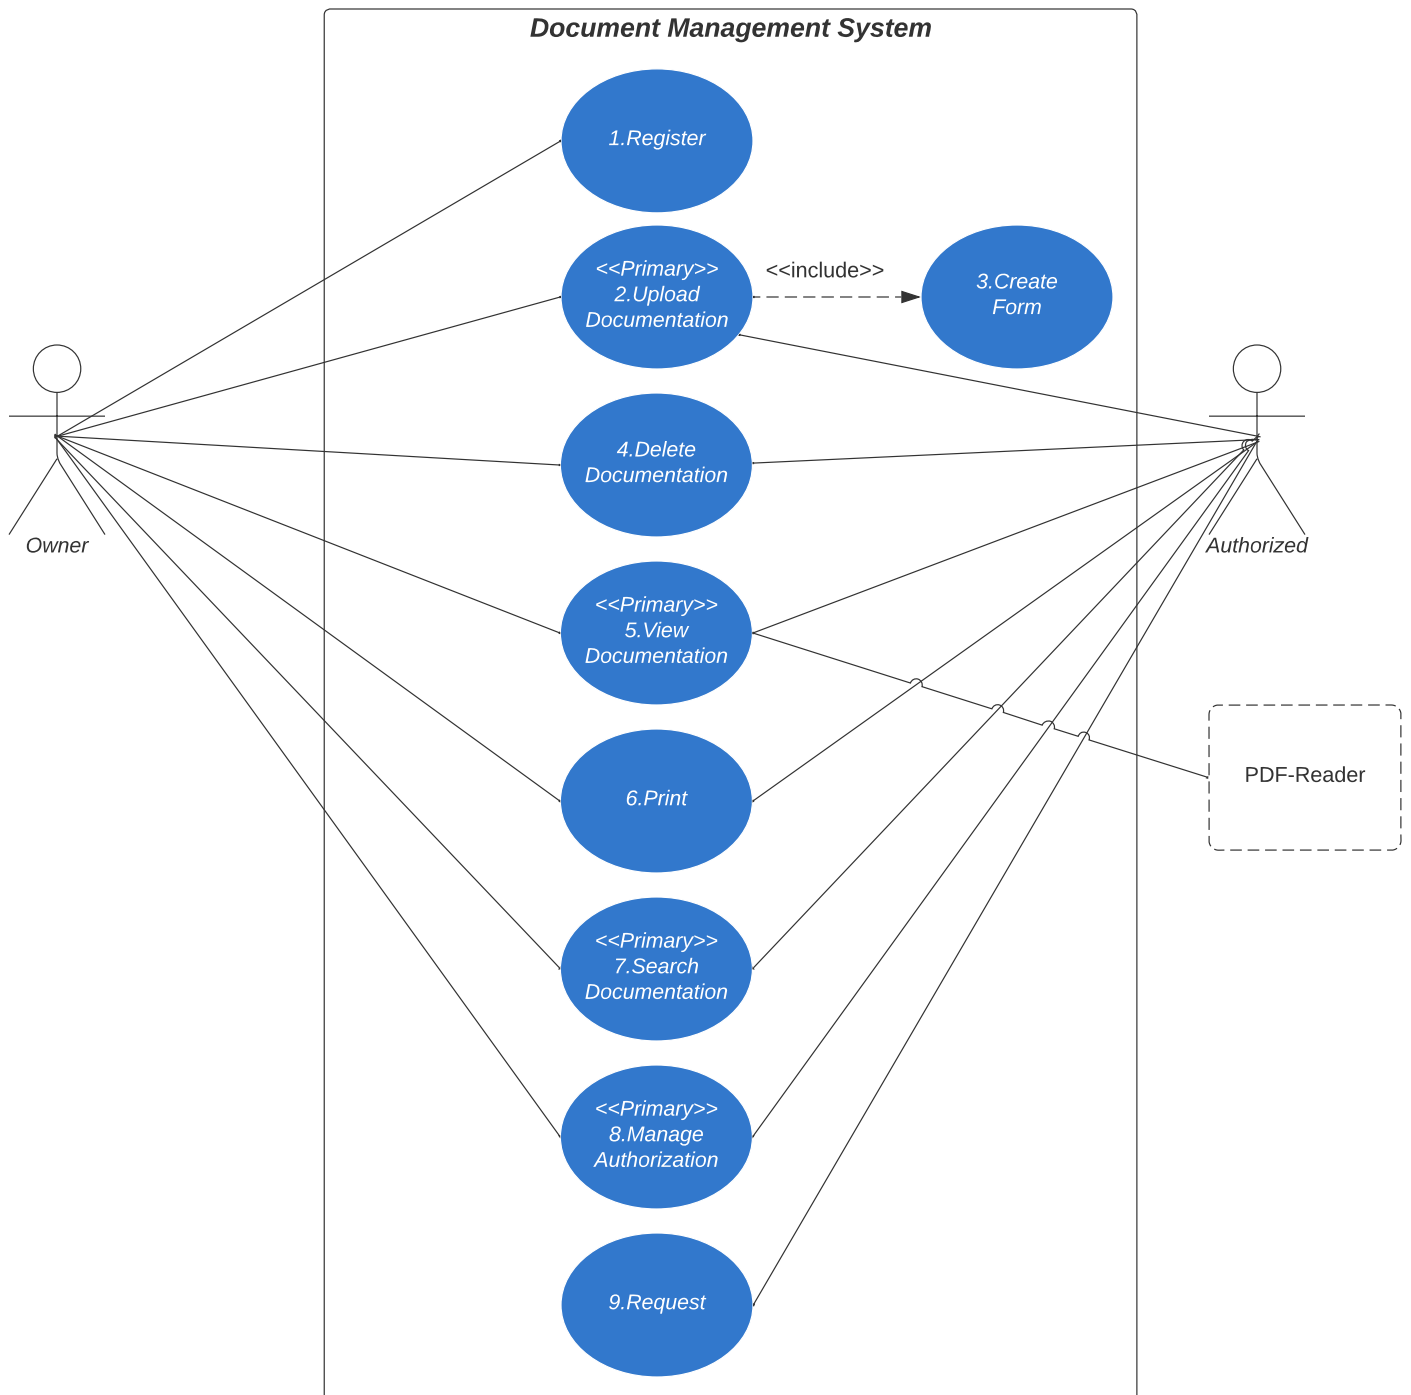 Document Management System
1.Register
<<Primary>>
2.Upload
Documentation
<<include>>
3.Create
Form
4.Delete
Documentation
Owner
Authorized
<<Primary>>
5.View
Documentation
6.Print
PDF-Reader
<<Primary>>
7.Search
Documentation
<<Primary>>
8.Manage
Authorization
9.Request